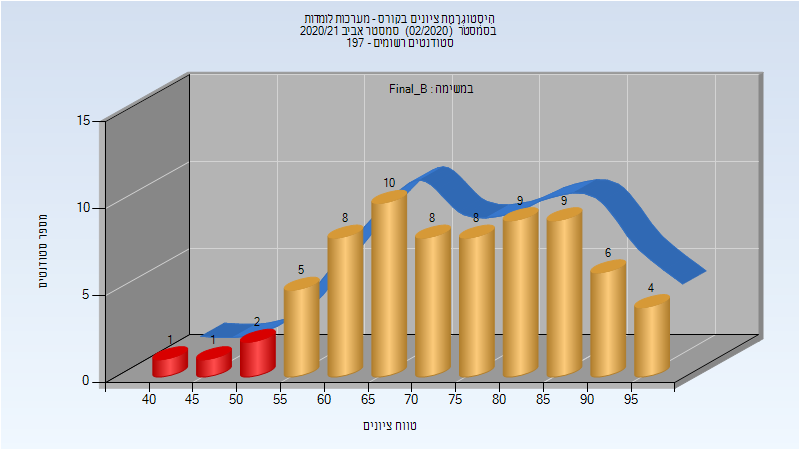 היסטוגרמת ציונים בקורס - מערכות לומדות
בסמסטר (02/2020) סמסטר אביב 2020/21
סטודנטים רשומים - 197
במשימה : Final_B
מספר סטודנטים
15
10
5
0
1
1
2
5
8
10
8
8
9
9
6
4
40 45 50 55 60 65 70 75 80 85 90 95
טווח ציונים